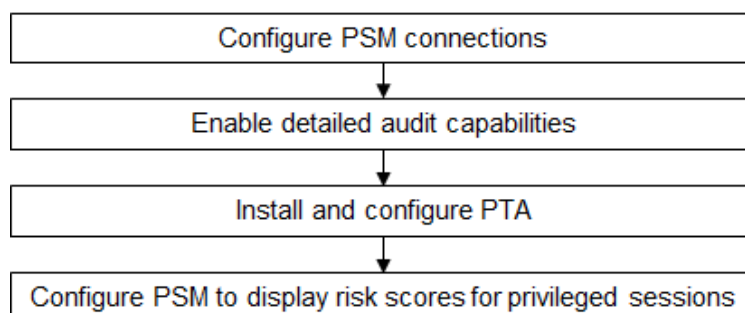 Configure PSM connections
Enable detailed audit capabilities
Install and configure PTA
Configure PSM to display risk scores for privileged sessions